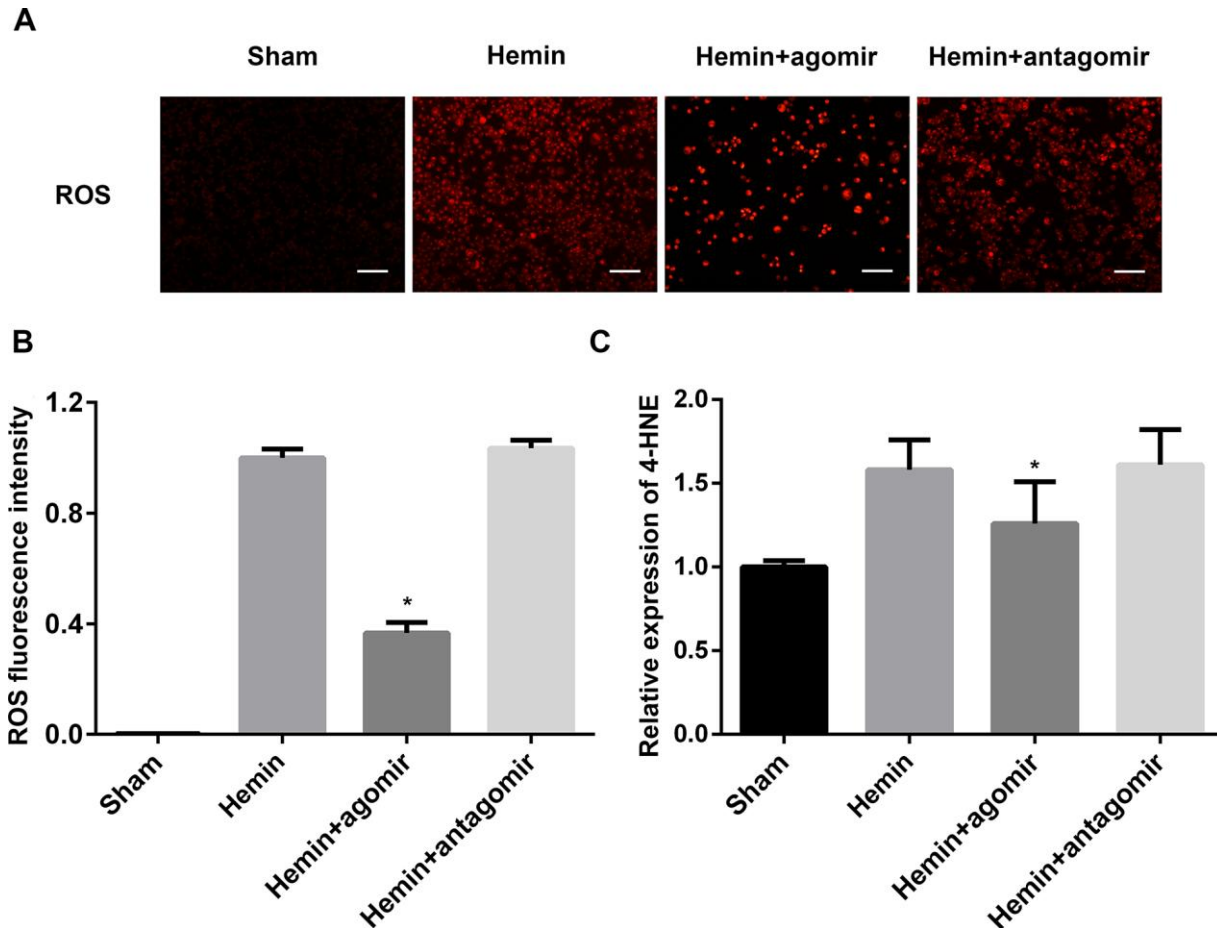 A
Sham Hemin Hemin+agomir Hemin+antagomir
ROS
B
ROS fluorescence intensity
1.2
0.8
0.4
0.0
*
Sham
Hemin
Hemin+agomir
Hemin+antagomir
C
Relative expression of 4-HNE
2.0
1.5
1.0
0.5
0.0
*
Sham
Hemin
Hemin+agomir
Hemin+antagomir